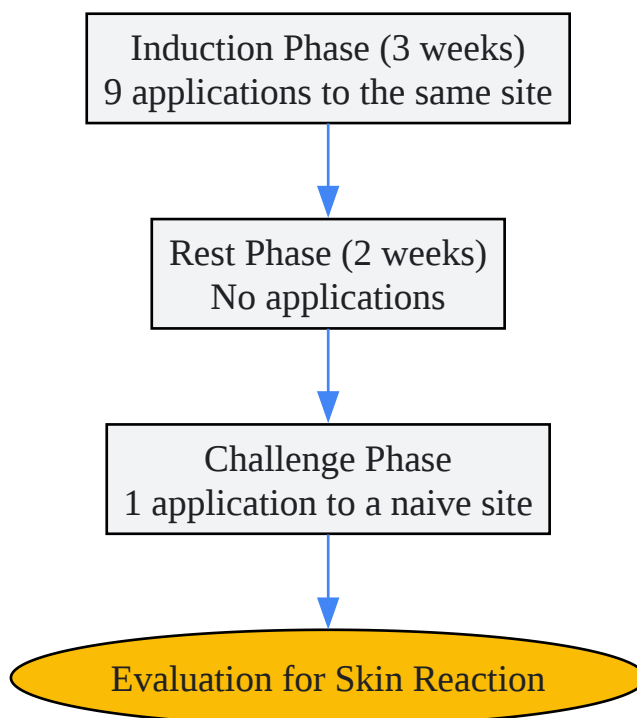 Induction Phase (3 weeks)
9 applications to the same site
Rest Phase (2 weeks)
No applications
Challenge Phase
1 application to a naive site
Evaluation for Skin Reaction